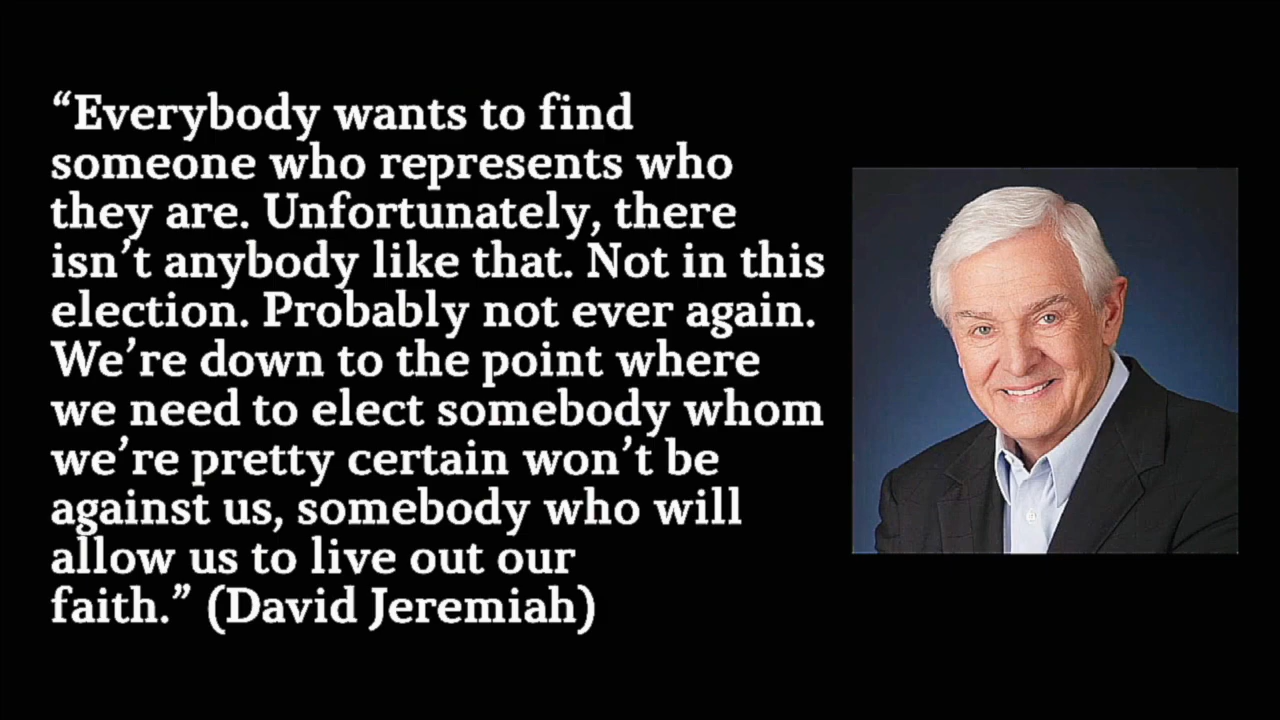 “Everybody wants to find
someone who represents who
they are. Unfortunately, there
isn’t anybody like that. Not in this
election. Probably not ever again.
We’re down to the point where
we need to elect somebody whom
we’re pretty certain won’t be
against us, somebody who will
allow us to live out our
faith.” (David Jeremiah)